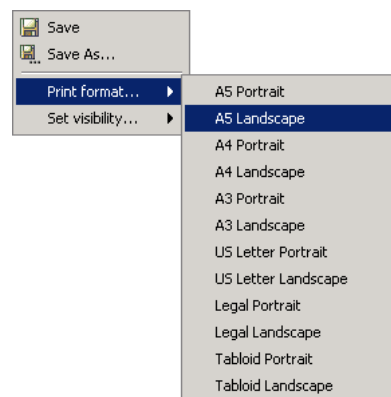 Save
Save As...
Print format...
Set visibility...
A5 Portrait
A5 Landscape
A4 Portrait
A4 Landscape
A3 Portrait
A3 Landscape
US Letter Portrait
US Letter Landscape
Legal Portrait
Legal Landscape
Tabloid Portrait
Tabloid Landscape